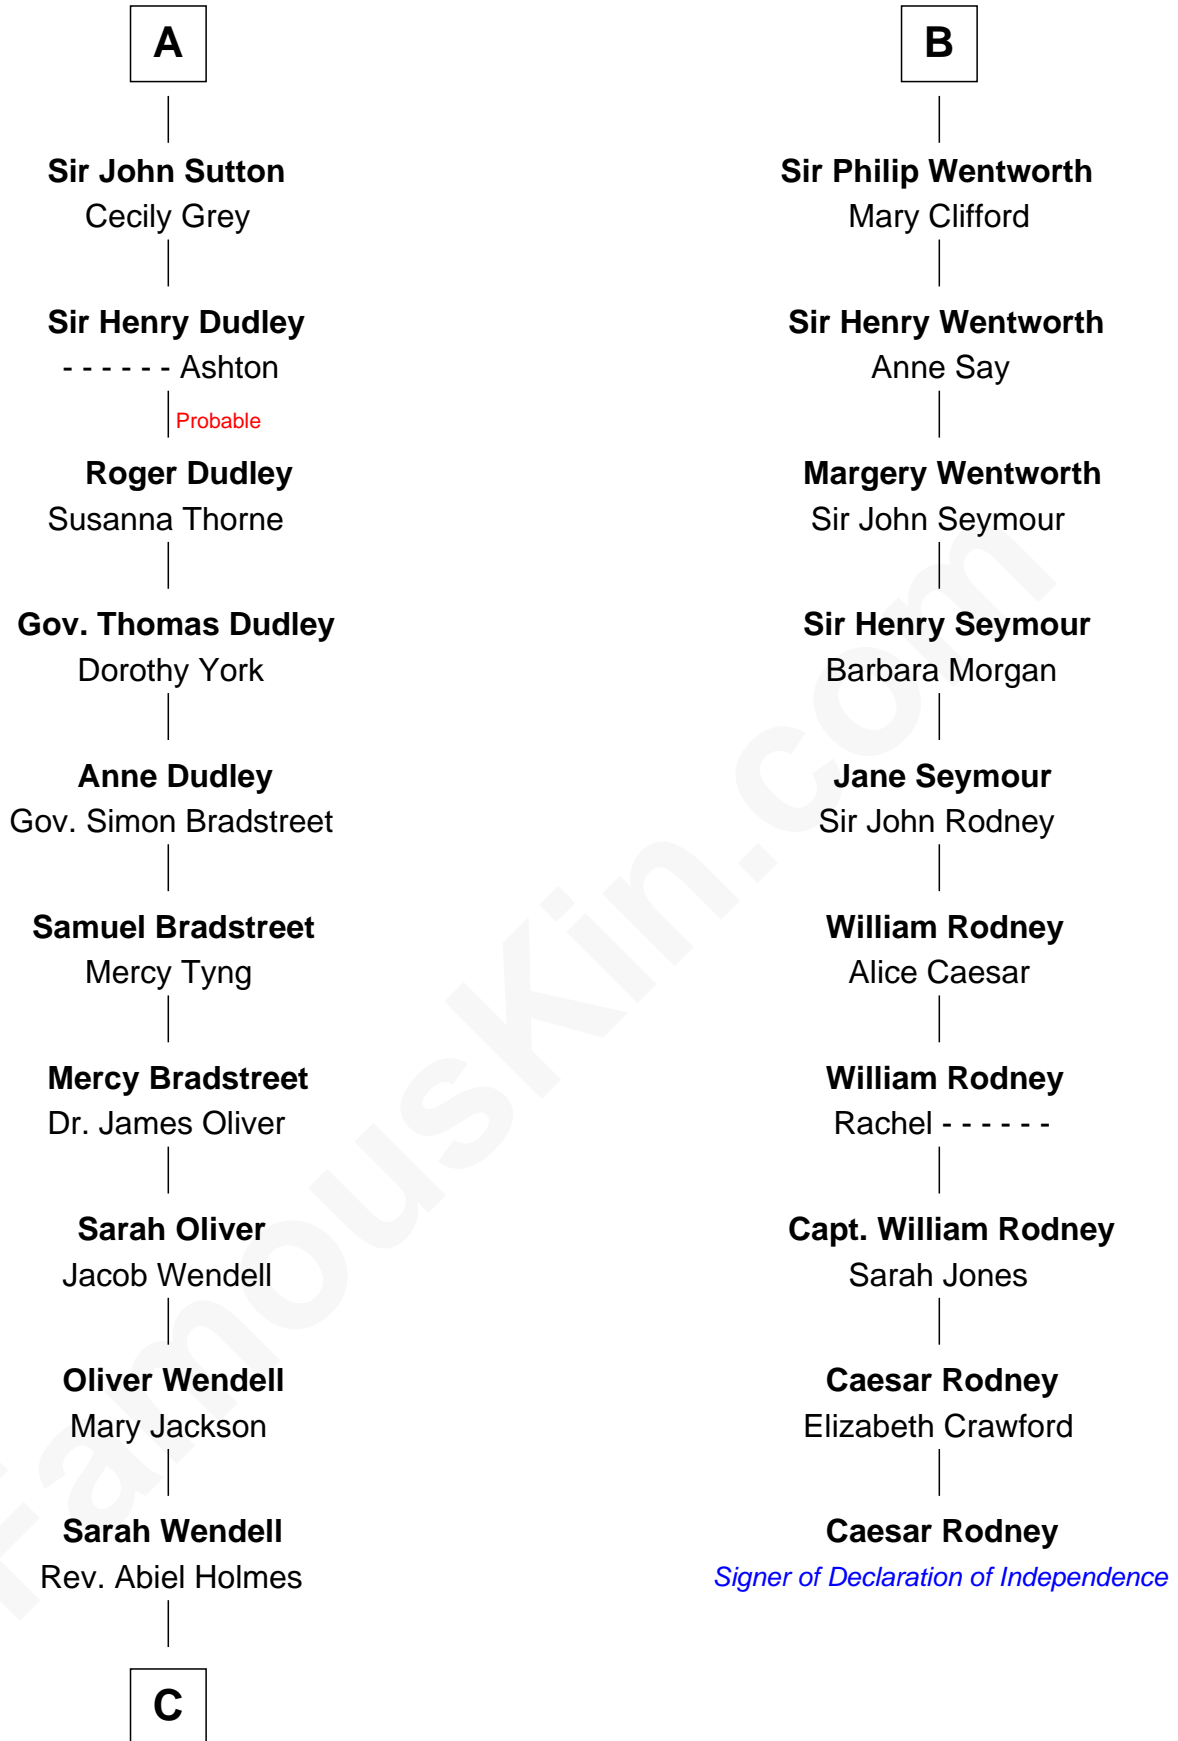 A
Sir John Sutton
Cecily Grey
Sir Henry Dudley
- - - - - - Ashton
Probable
Roger Dudley
Susanna Thorne
Gov. Thomas Dudley
Dorothy York
Anne Dudley
Gov. Simon Bradstreet
Samuel Bradstreet
Mercy Tyng
Mercy Bradstreet
Dr. James Oliver
Sarah Oliver
Jacob Wendell
Oliver Wendell
Mary Jackson
Sarah Wendell
Rev. Abiel Holmes
C
B
Sir Philip Wentworth
Mary Clifford
Sir Henry Wentworth
Anne Say
Margery Wentworth
Sir John Seymour
Sir Henry Seymour
Barbara Morgan
Jane Seymour
Sir John Rodney
William Rodney
Alice Caesar
William Rodney
Rachel - - - - - -
Capt. William Rodney
Sarah Jones
Caesar Rodney
Elizabeth Crawford
Caesar Rodney
Signer of Declaration of Independence
FamousKin.com